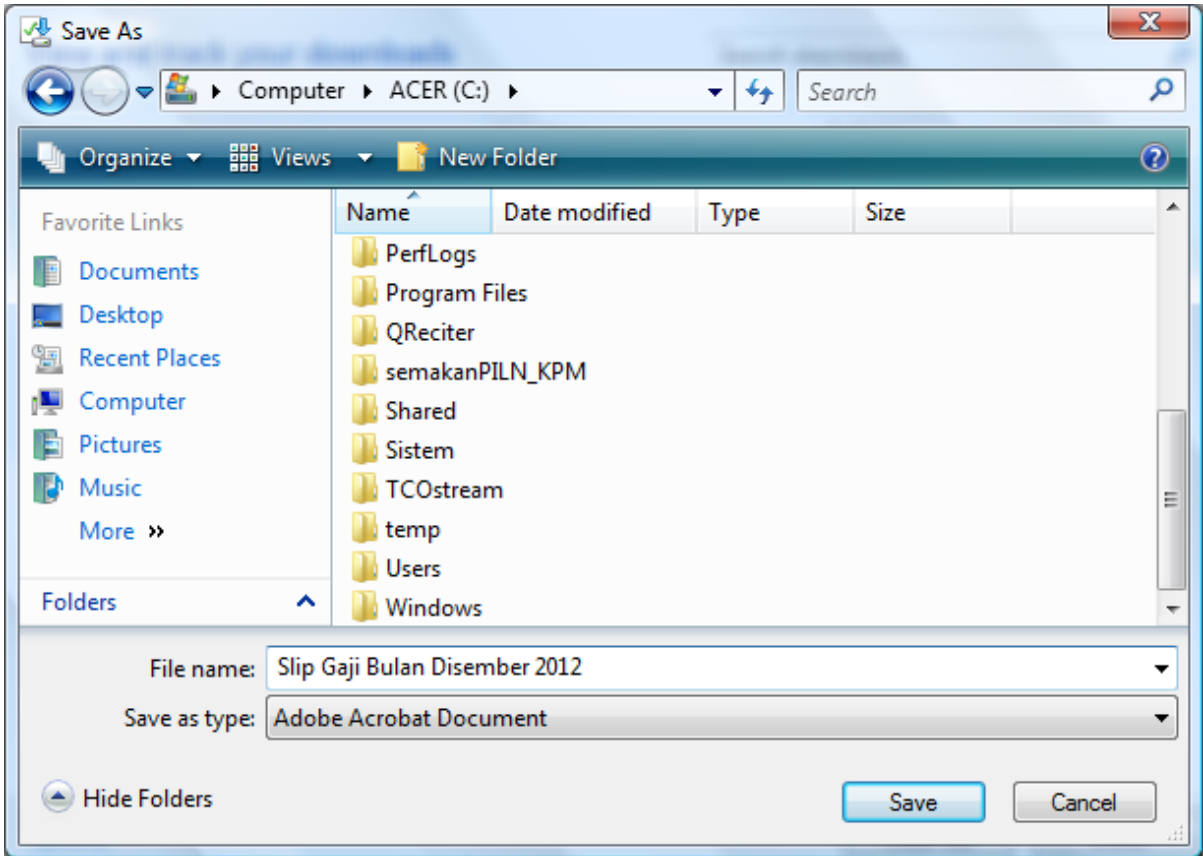 Save As
Computer ACER (C:)
Search
Organize Views New Folder
Favorite Links
Documents
Desktop
Recent Places
Computer
Pictures
Music
More »
Folders
Name Date modified Type Size
PerfLogs
Program Files
QReciter
semakanPILN_KPM
Shared
Sistem
TCOstream
temp
Users
Windows
File name: Slip Gaji Bulan Disember 2012
Save as type: Adobe Acrobat Document
Hide Folders Save Cancel